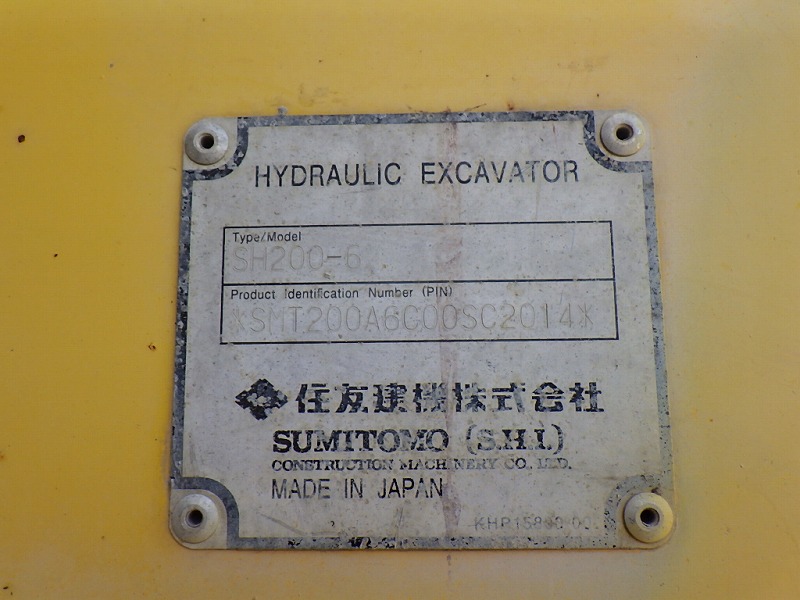 HYDRAULIC EXCAVATOR
Type/Model
SH200-6
Product Identification Number (PIN)
*SMT200A6C00SC2014*
住友建機株式会社
SUMITOMO (S.H.I.)
CONSTRUCTION MACHINERY CO., LTD.
MADE IN JAPAN